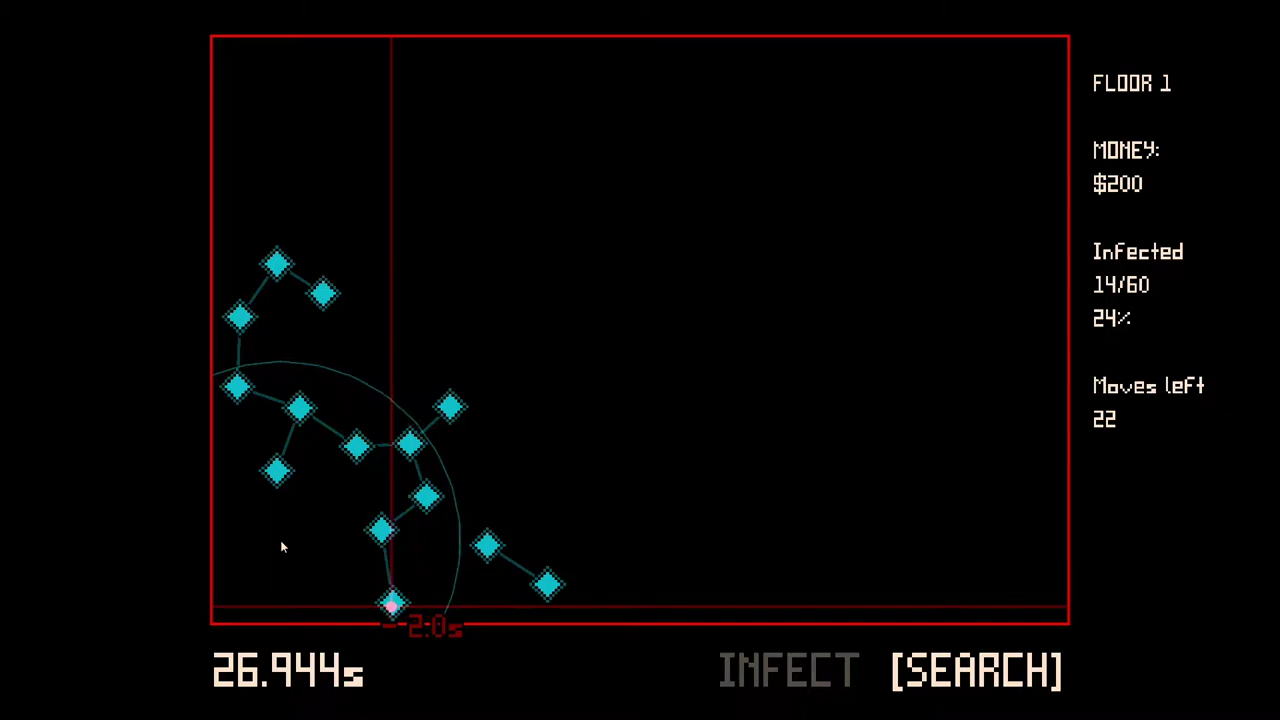 FLOOR 1
MONEY:
$200
Infected
14/60
24%
Moves left
22
- 2.0s
26.944s
INFECT [SEARCH]